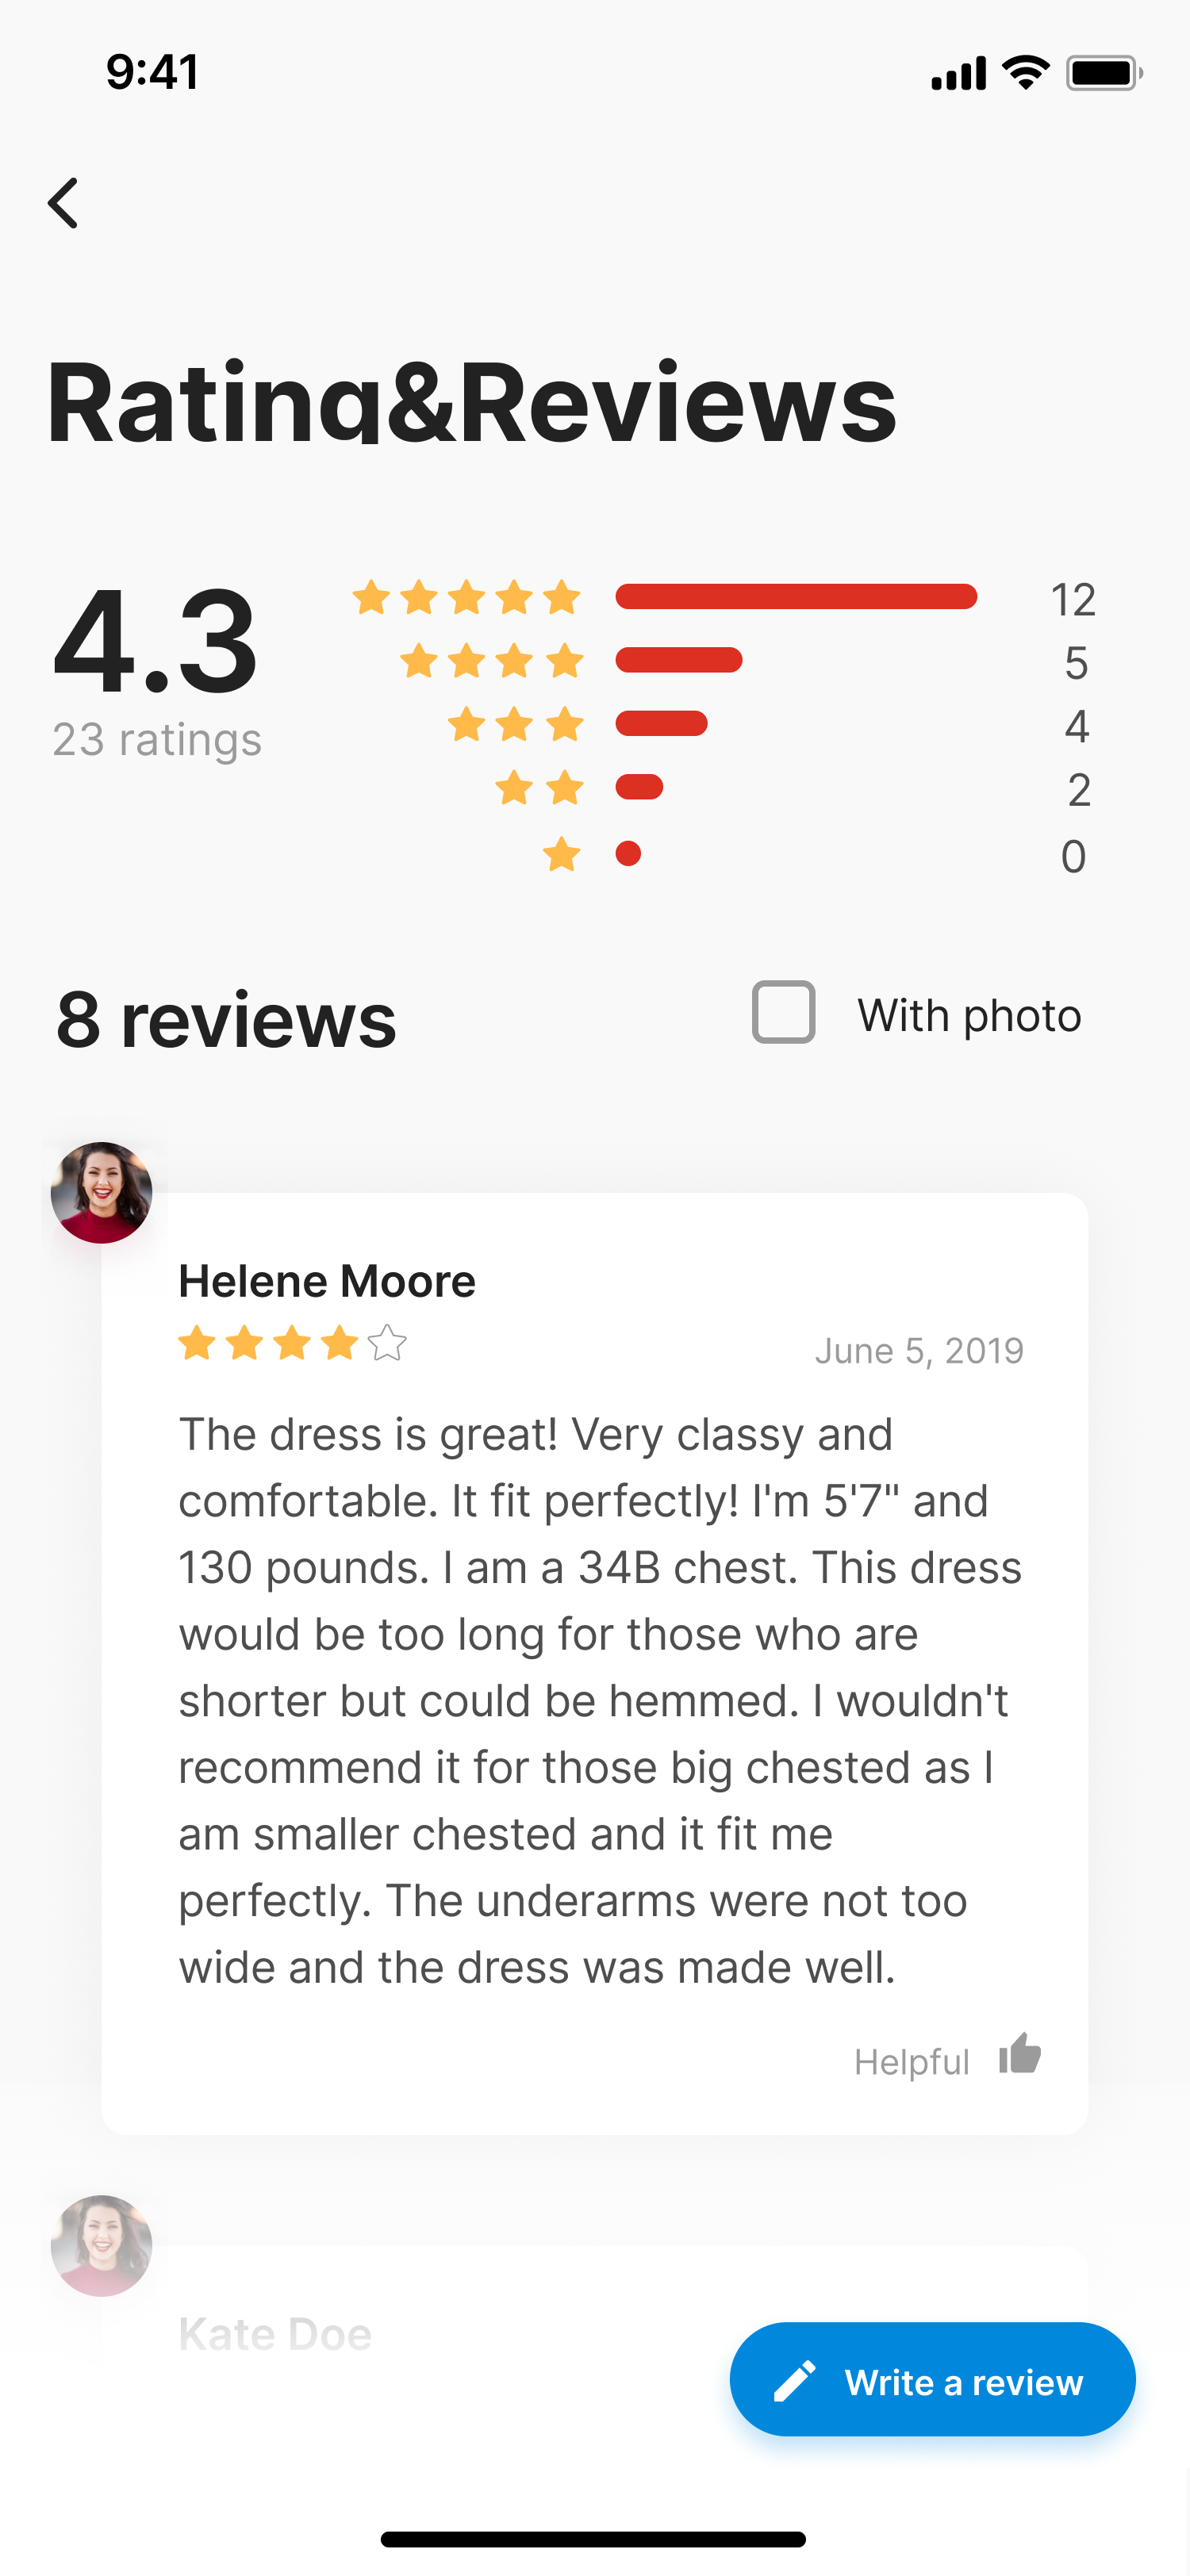 9:41
Rating&Reviews
4.3
23 ratings
12
5
4
2
0
8 reviews
With photo
Helene Moore
June 5, 2019
The dress is great! Very classy and
comfortable. It fit perfectly! I'm 5'7" and
130 pounds. I am a 34B chest. This dress
would be too long for those who are
shorter but could be hemmed. I wouldn't
recommend it for those big chested as I
am smaller chested and it fit me
perfectly. The underarms were not too
wide and the dress was made well.
Helpful
Kate Doe
Write a review